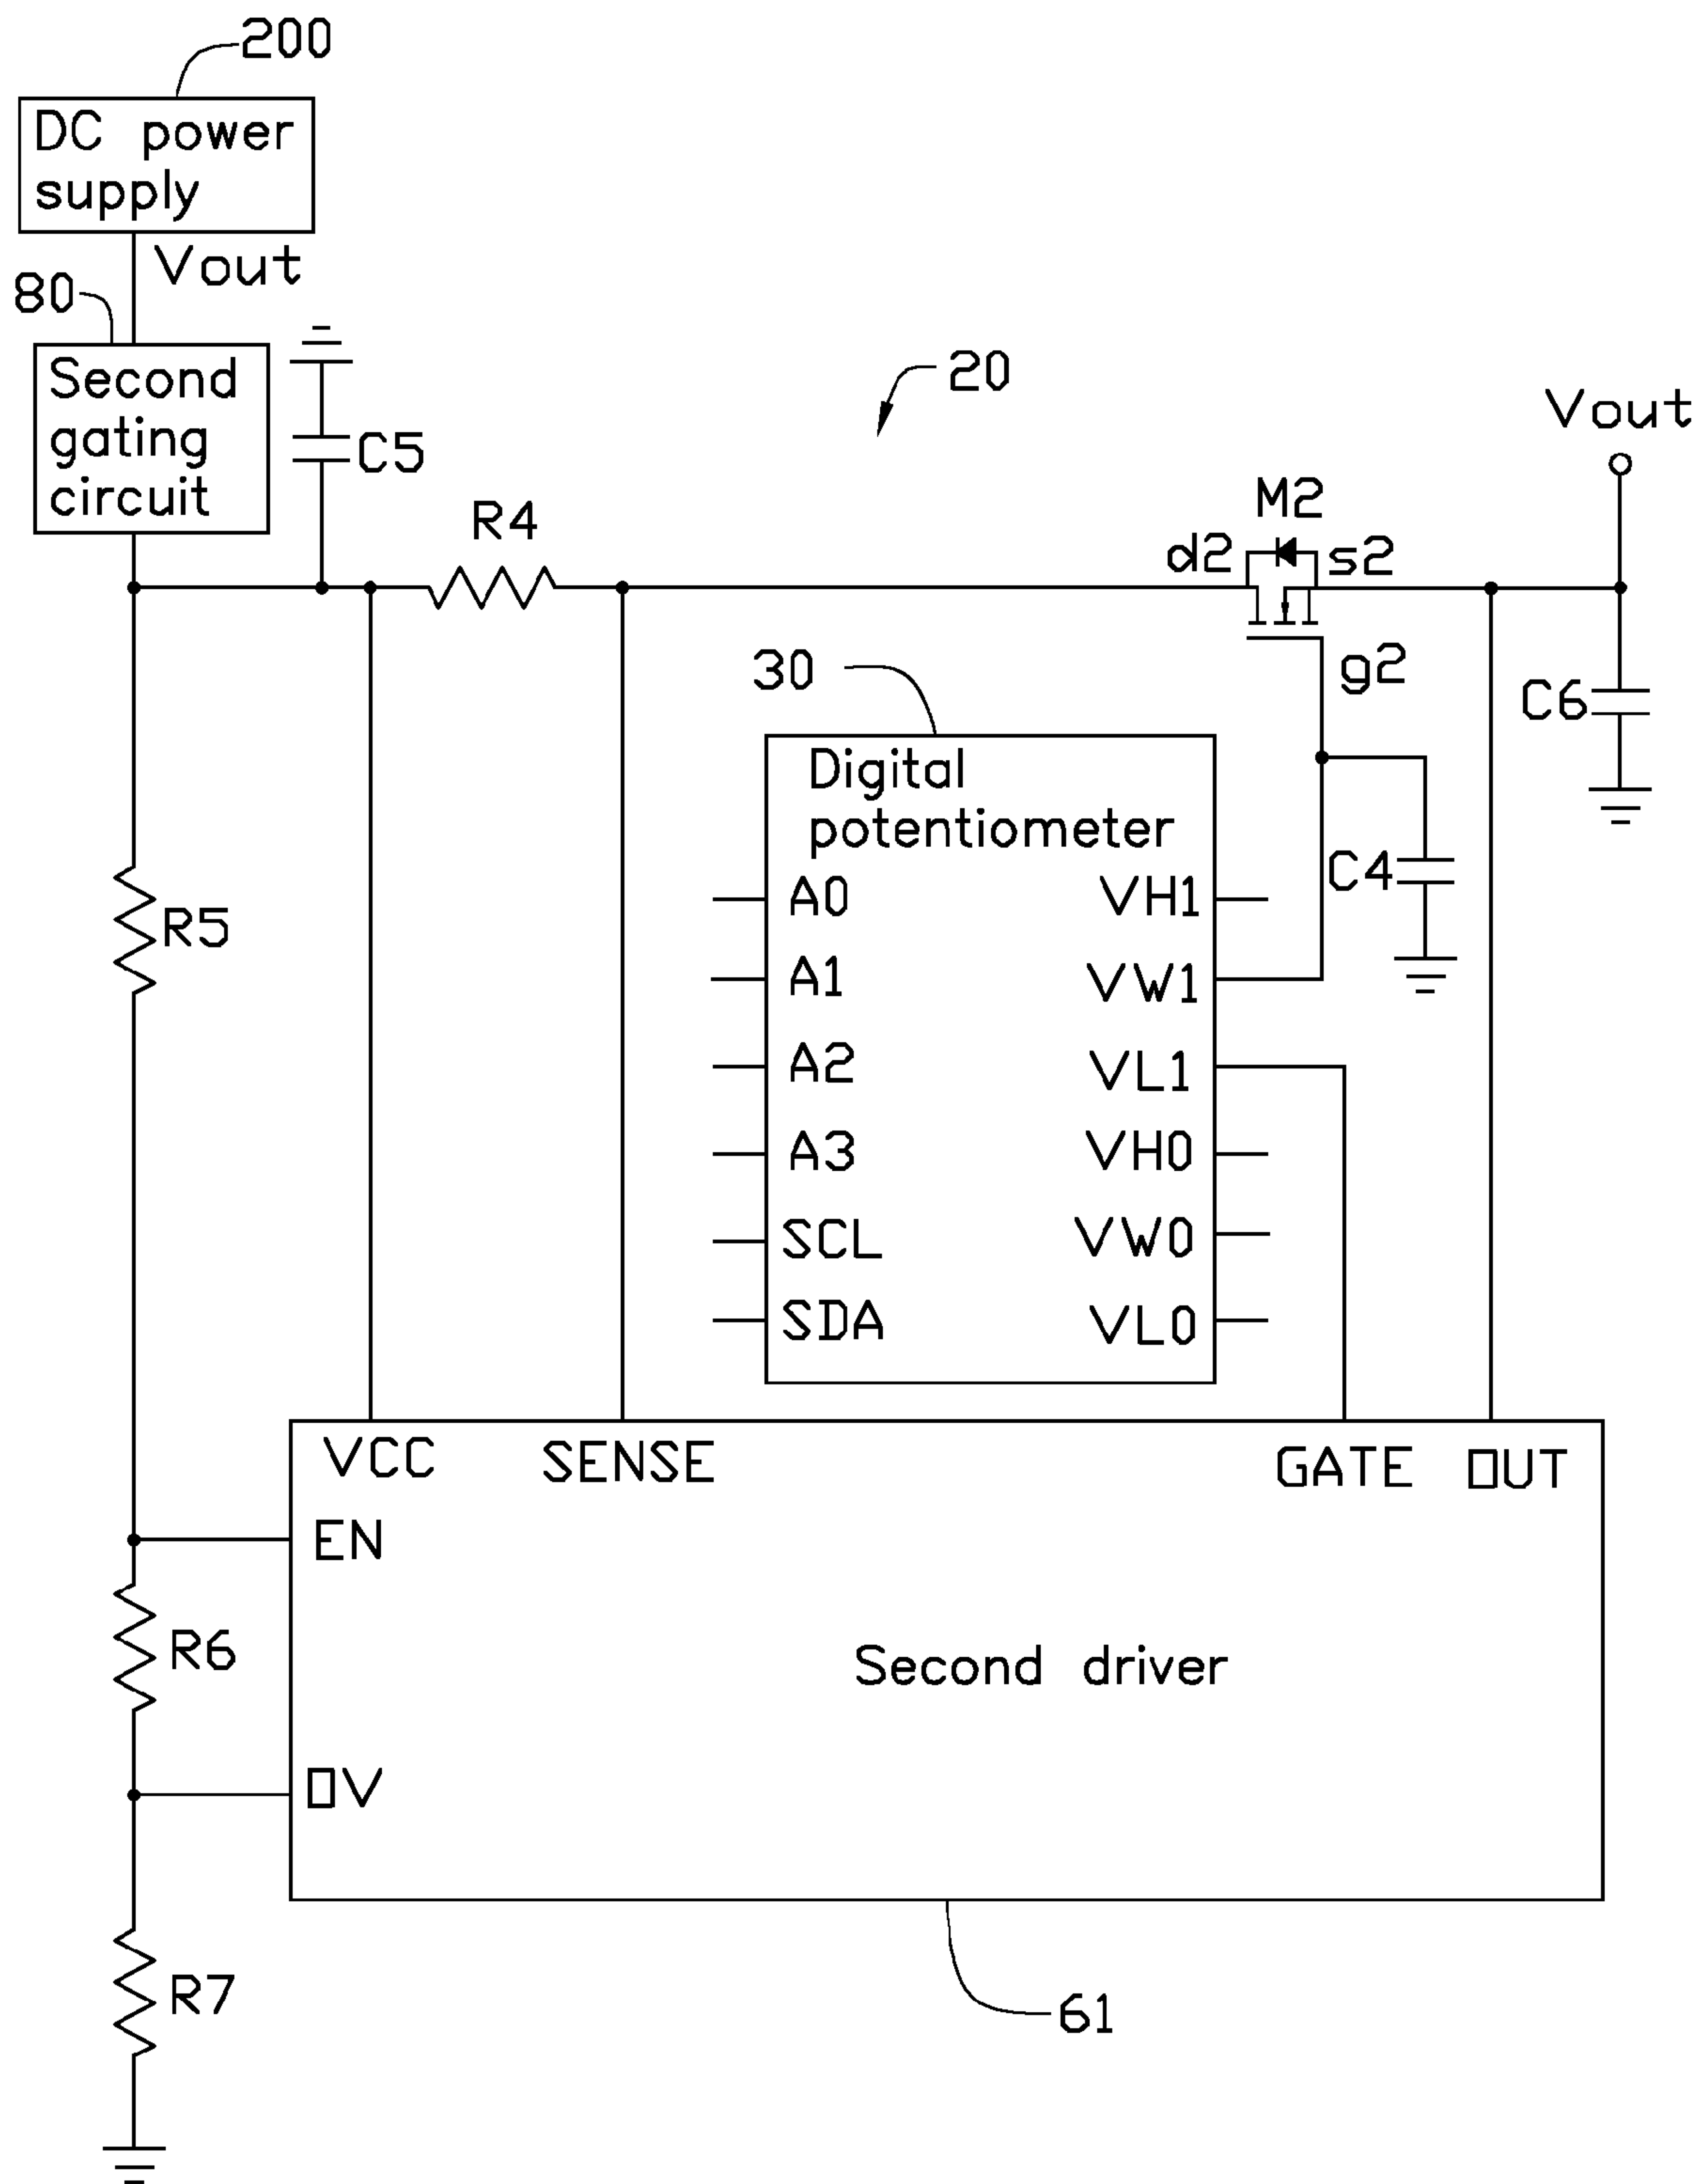 200
DC power
supply
Vout
80
Second
gating
circuit
C5
20
Vout
R4
M2
d2
s2
g2
30
C6
Digital
potentiometer
A0
VH1
C4
R5
A1
VW1
A2
VL1
A3
VH0
SCL
VW0
SDA
VL0
VCC
SENSE
GATE
OUT
EN
R6
Second driver
OV
R7
61